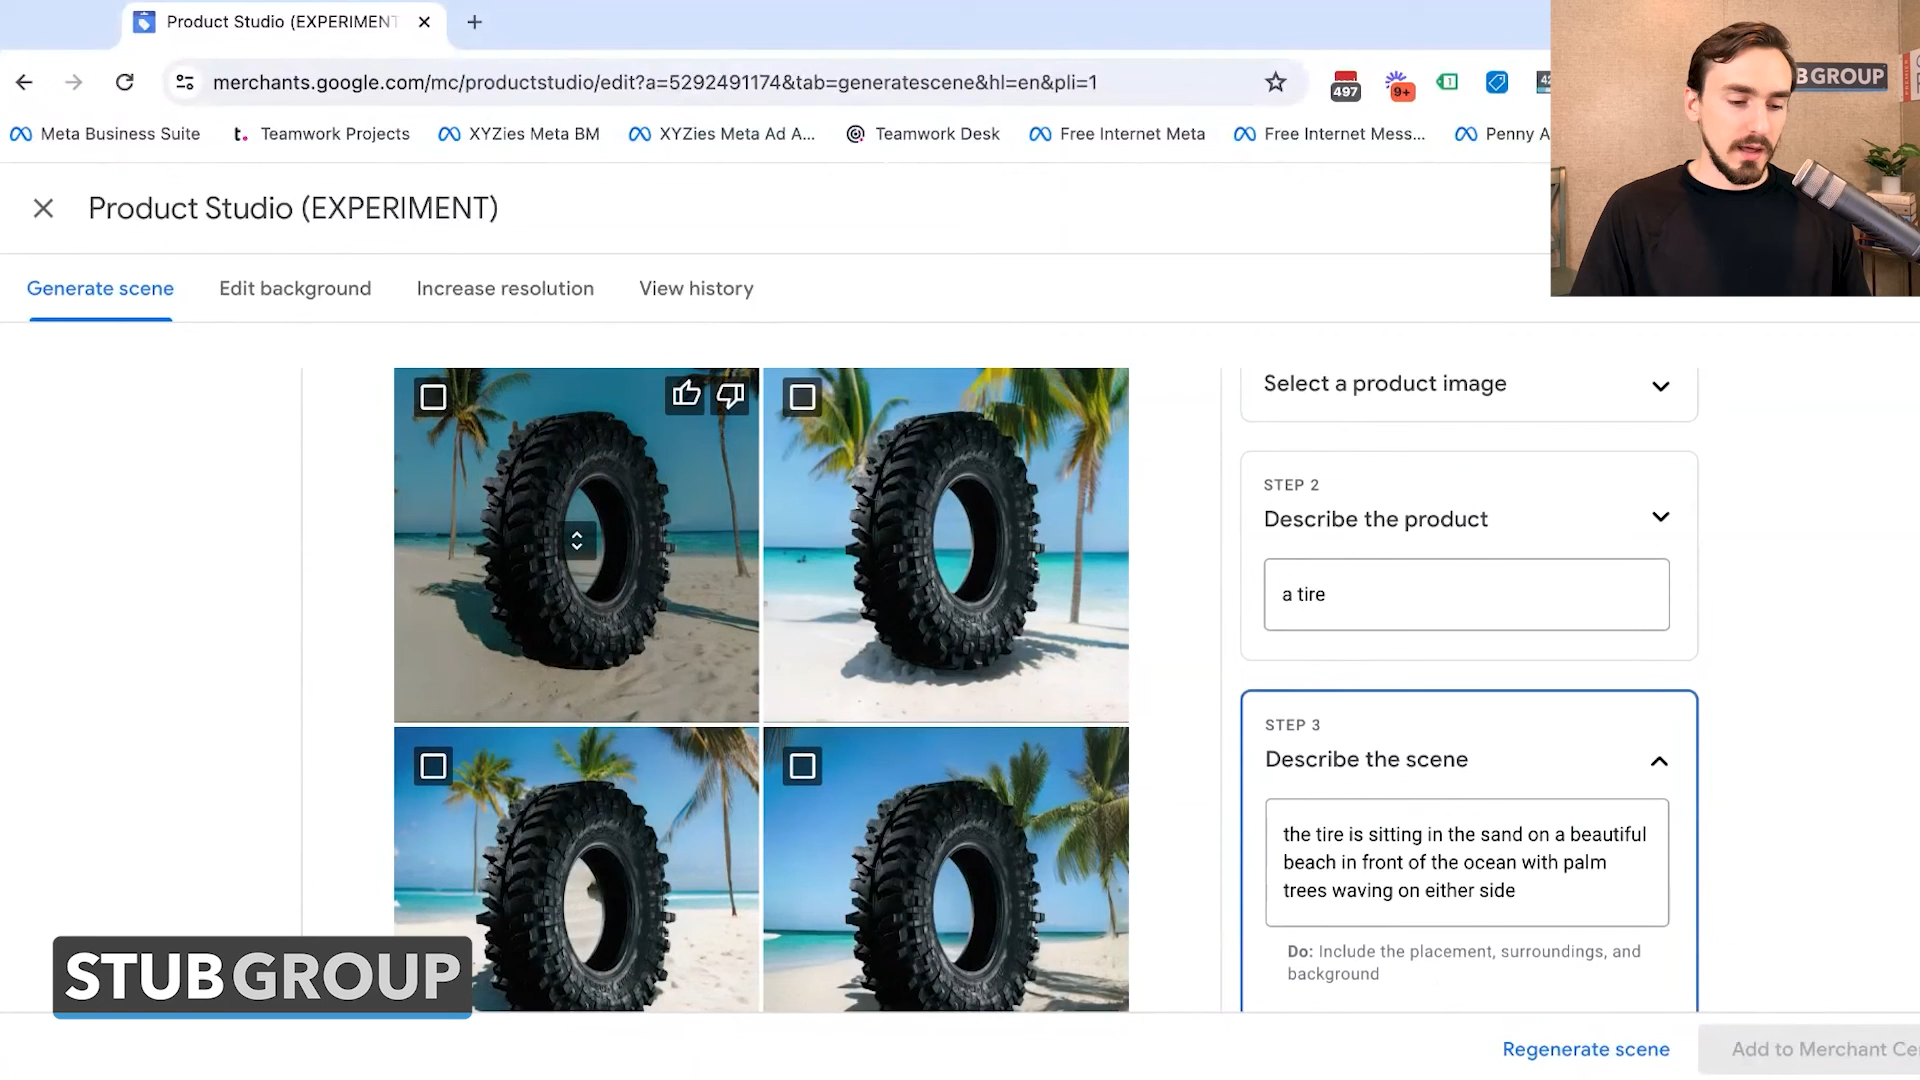 Product Studio (EXPERIMENT
merchants.google.com/mc/productstudio/edit?a=5292491174&tab=generatescene&hl=en&pli=1
497
9+
1
42
Meta Business Suite
t. Teamwork Projects
XYZies Meta BM
XYZies Meta Ad A...
Teamwork Desk
Free Internet Meta
Free Internet Mess...
Penny A
B GROUP
Product Studio (EXPERIMENT)
Generate scene
Edit background
Increase resolution
View history
Select a product image
STEP 2
Describe the product
a tire
STEP 3
Describe the scene
the tire is sitting in the sand on a beautiful
beach in front of the ocean with palm
trees waving on either side
Do: Include the placement, surroundings, and
background
STUBGROUP
Regenerate scene
Add to Merchant Ce